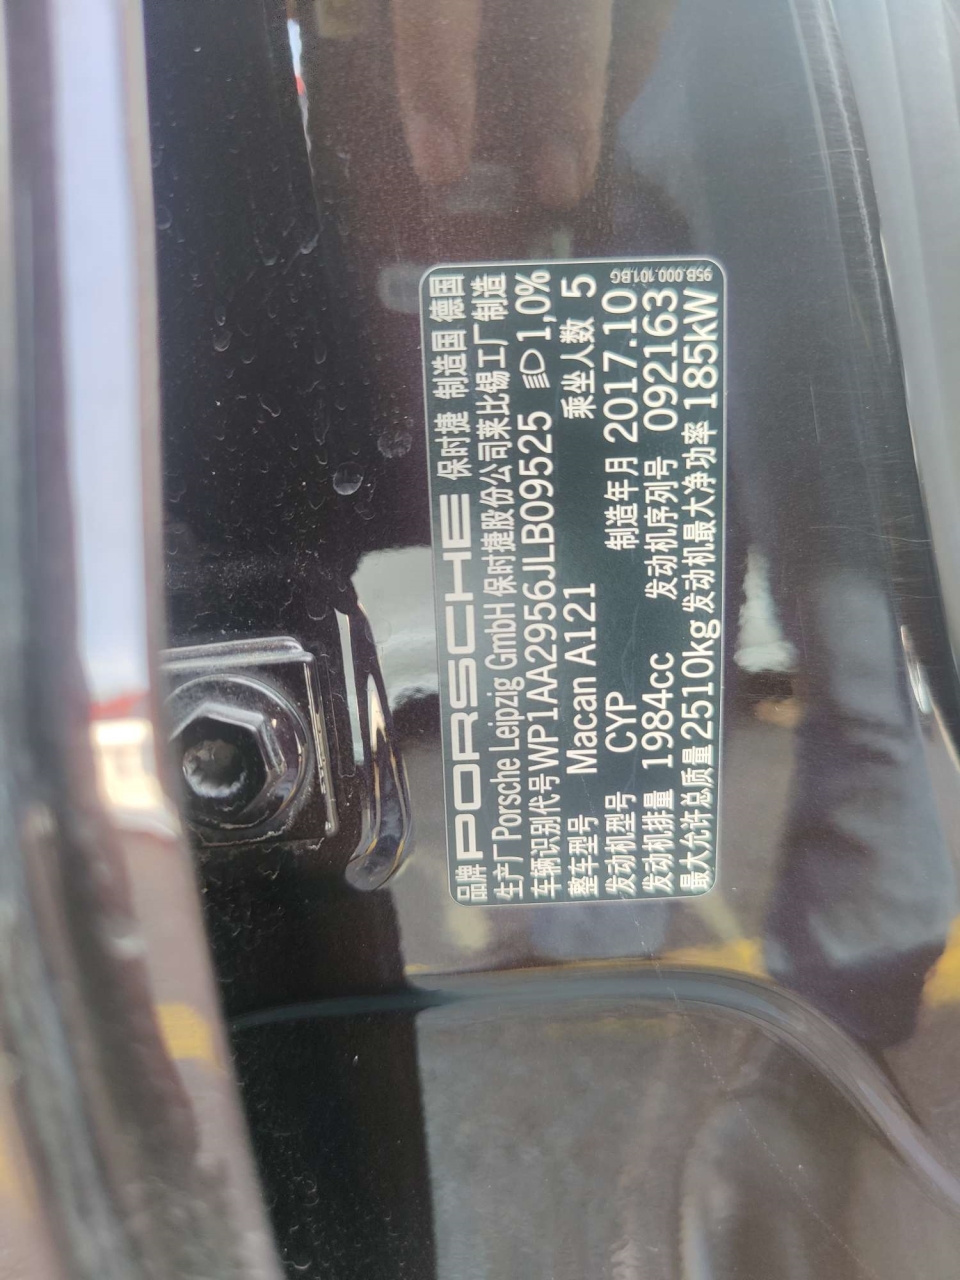 品牌 PORSCHE 保时捷 制造国 德国
生产厂 Porsche Leipzig GmbH 保时捷股份公司莱比锡工厂制造
车辆识别代号 WP1AA2956JLB09525 1,0%
整车型号 Macan A121 乘坐人数 5
发动机型号 CYP 制造年月 2017.10
发动机排量 1984cc 发动机序列号 092163
最大允许总质量 2510kg 发动机最大净功率 185kW
95B.000.101.BG